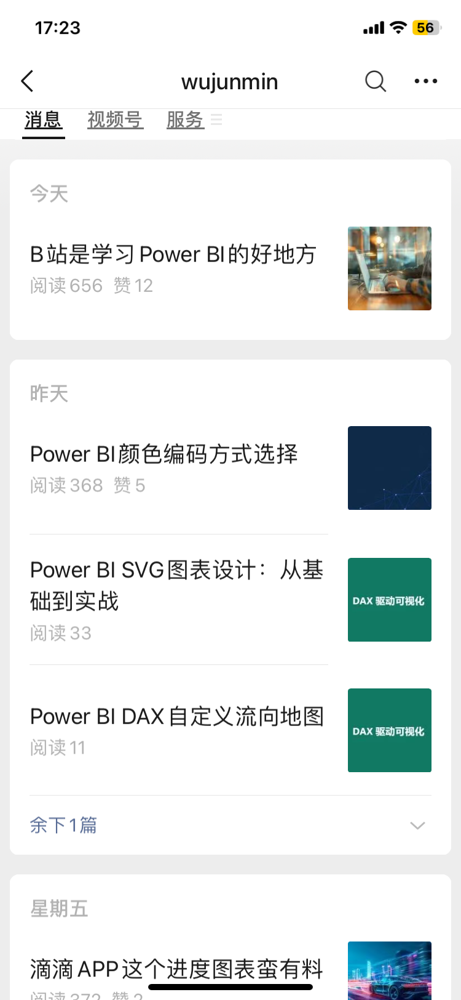 17:23
56
wujunmin
消息 视频号 服务
今天
B站是学习Power BI的好地方
阅读656 赞12
昨天
Power BI颜色编码方式选择
阅读368 赞5
Power BI SVG图表设计：从基
础到实战
DAX 驱动可视化
阅读33
Power BI DAX自定义流向地图
DAX 驱动可视化
阅读11
余下1篇
星期五
滴滴APP这个进度图表蛮有料
阅读372 赞2